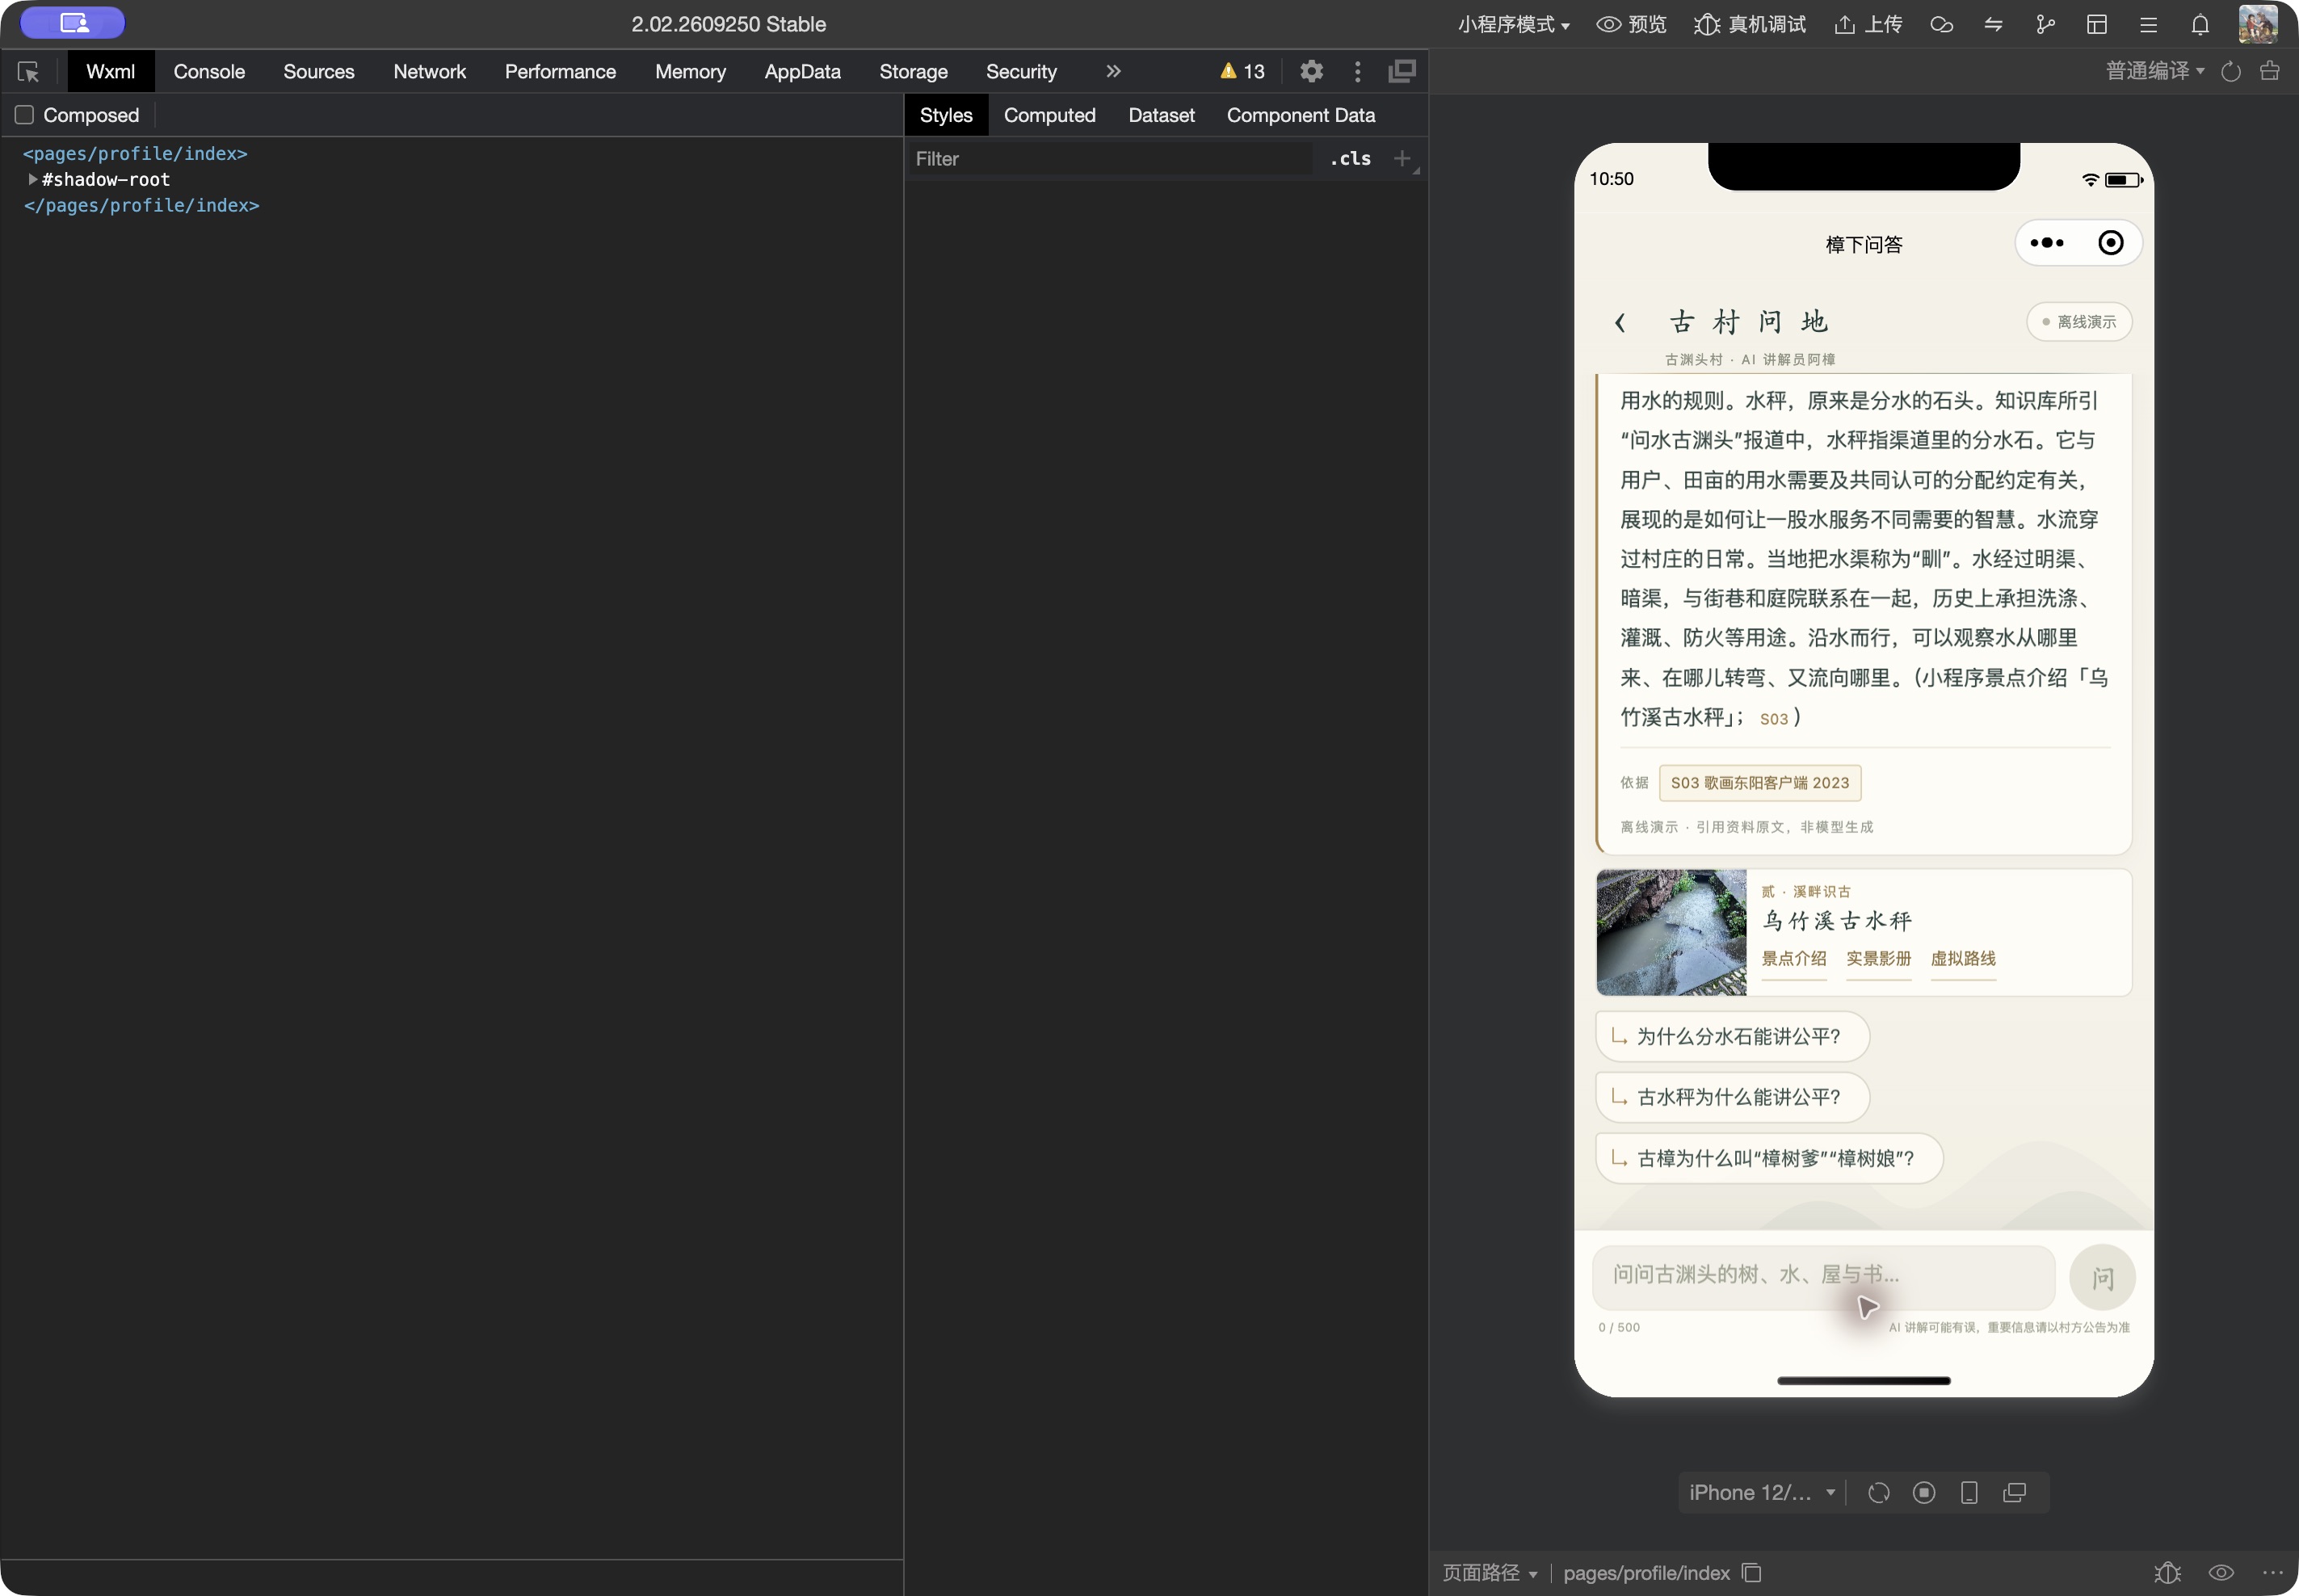 2.02.2609250 Stable
小程序模式 预览 真机调试 上传
Wxml Console Sources Network Performance Memory AppData Storage Security 13
普通编译
Composed
Styles Computed Dataset Component Data
Filter .cls
<pages/profile/index>
#shadow-root
</pages/profile/index>
10:50
樟下问答
古村问地
离线演示
古渊头村 · AI 讲解员阿樟
用水的规则。水秤，原来是分水的石头。知识库所引
“问水古渊头”报道中，水秤指渠道里的分水石。它与
用户、田亩的用水需要及共同认可的分配约定有关，
展现的是如何让一股水服务不同需要的智慧。水流穿
过村庄的日常。当地把水渠称为“甽”。水经过明渠、
暗渠，与街巷和庭院联系在一起，历史上承担洗涤、
灌溉、防火等用途。沿水而行，可以观察水从哪里
来、在哪儿转弯、又流向哪里。（小程序景点介绍「乌
竹溪古水秤」； S03 ）
依据 S03 歌画东阳客户端 2023
离线演示 · 引用资料原文，非模型生成
贰 · 溪畔识古
乌竹溪古水秤
景点介绍 实景影册 虚拟路线
为什么分水石能讲公平？
古水秤为什么能讲公平？
古樟为什么叫“樟树爹”“樟树娘”？
问问古渊头的树、水、屋与书...
问
0 / 500
AI 讲解可能有误，重要信息请以村方公告为准
iPhone 12/...
页面路径 pages/profile/index